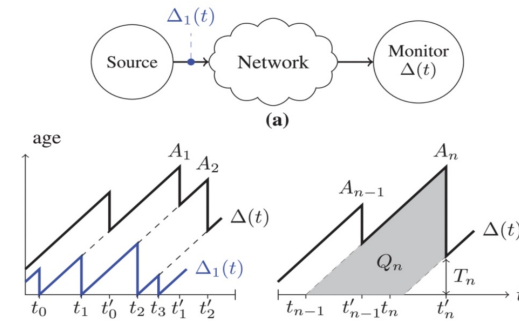 Δ₁(t)
Source
Network
Monitor
Δ(t)
(a)
age
A₁
A₂
Δ(t)
Δ₁(t)
t₀ t₁ t′₀ t₂ t₃ t′₁ t′₂
Aₙ
Aₙ₋₁
Δ(t)
Qₙ
Tₙ
tₙ₋₁ t′ₙ₋₁ tₙ t′ₙ t